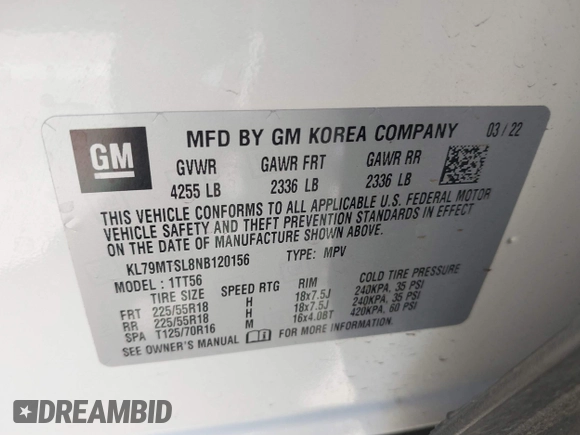 GM
MFD BY GM KOREA COMPANY 03/22
GVWR GAWR FRT GAWR RR
4255 LB 2336 LB 2336 LB
THIS VEHICLE CONFORMS TO ALL APPLICABLE U.S. FEDERAL MOTOR
VEHICLE SAFETY AND THEFT PREVENTION STANDARDS IN EFFECT
ON THE DATE OF MANUFACTURE SHOWN ABOVE.
KL79MTSL8NB120156 TYPE: MPV
MODEL: 1TT56
TIRE SIZE SPEED RTG RIM COLD TIRE PRESSURE
FRT 225/55R18 H 18x7.5J 240KPA, 35 PSI
RR 225/55R18 H 18x7.5J 240KPA, 35 PSI
SPA T125/70R16 M 16x4.0BT 420KPA, 60 PSI
SEE OWNER'S MANUAL FOR MORE INFORMATION.
DREAMBID